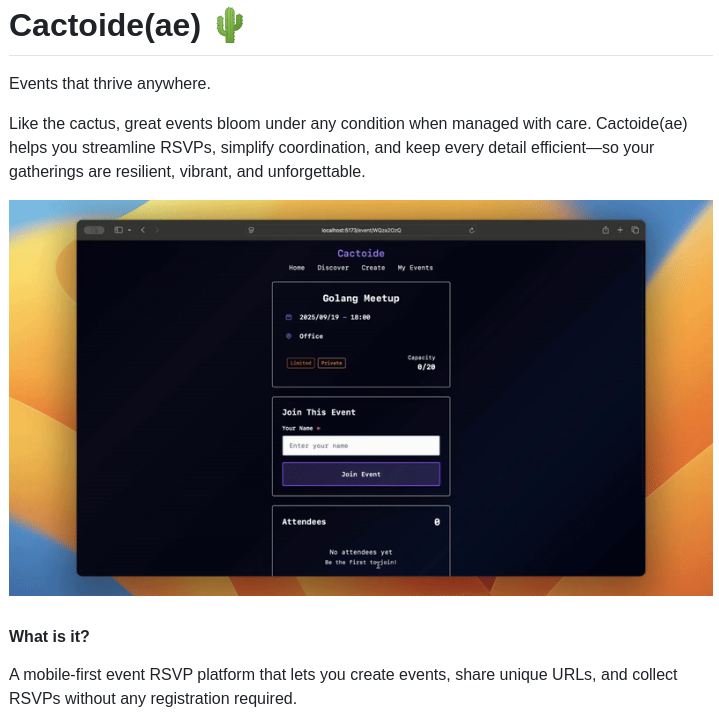 Cactoide(ae) 🌵
Events that thrive anywhere.
Like the cactus, great events bloom under any condition when managed with care. Cactoide(ae)
helps you streamline RSVPs, simplify coordination, and keep every detail efficient—so your
gatherings are resilient, vibrant, and unforgettable.
Cactoide
Home Discover Create My Events
Golang Meetup
2025/09/19 - 18:00
Office
Limited Private
Capacity
0/20
Join This Event
Your Name *
Enter your name
Join Event
Attendees 0
No attendees yet
Be the first to join!
What is it?
A mobile-first event RSVP platform that lets you create events, share unique URLs, and collect
RSVPs without any registration required.